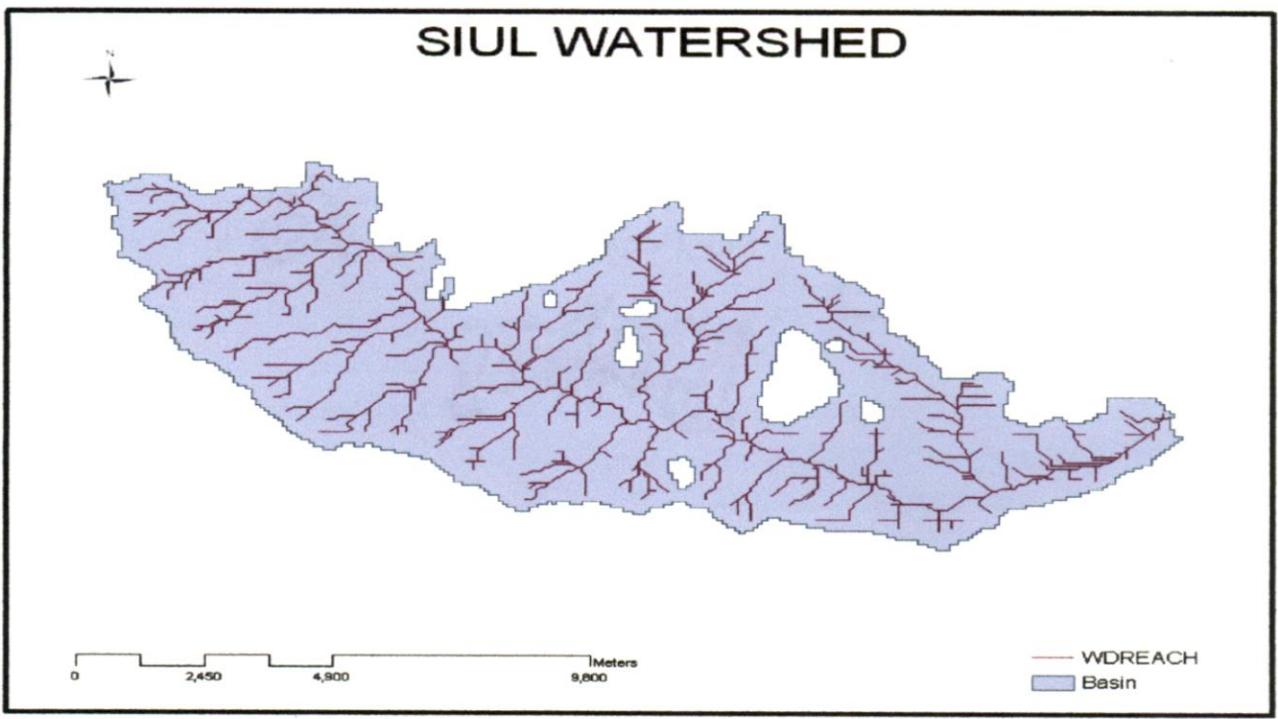 SIUL WATERSHED
N
WDREACH
Basin
Meters
0 2,450 4,900 9,800